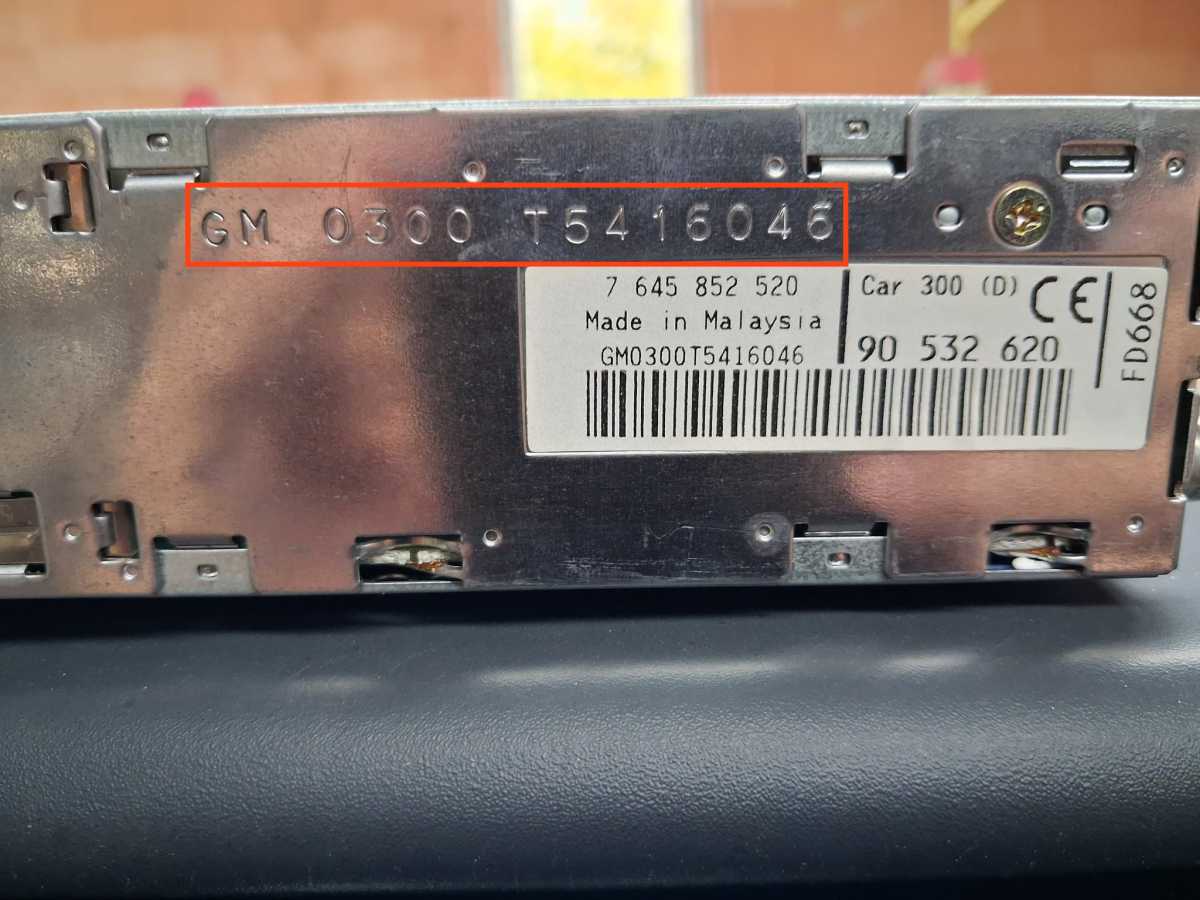 GM 0300 T5416046
7 645 852 520
Made in Malaysia
GM0300T5416046
Car 300 (D)
CE
90 532 620
FD668